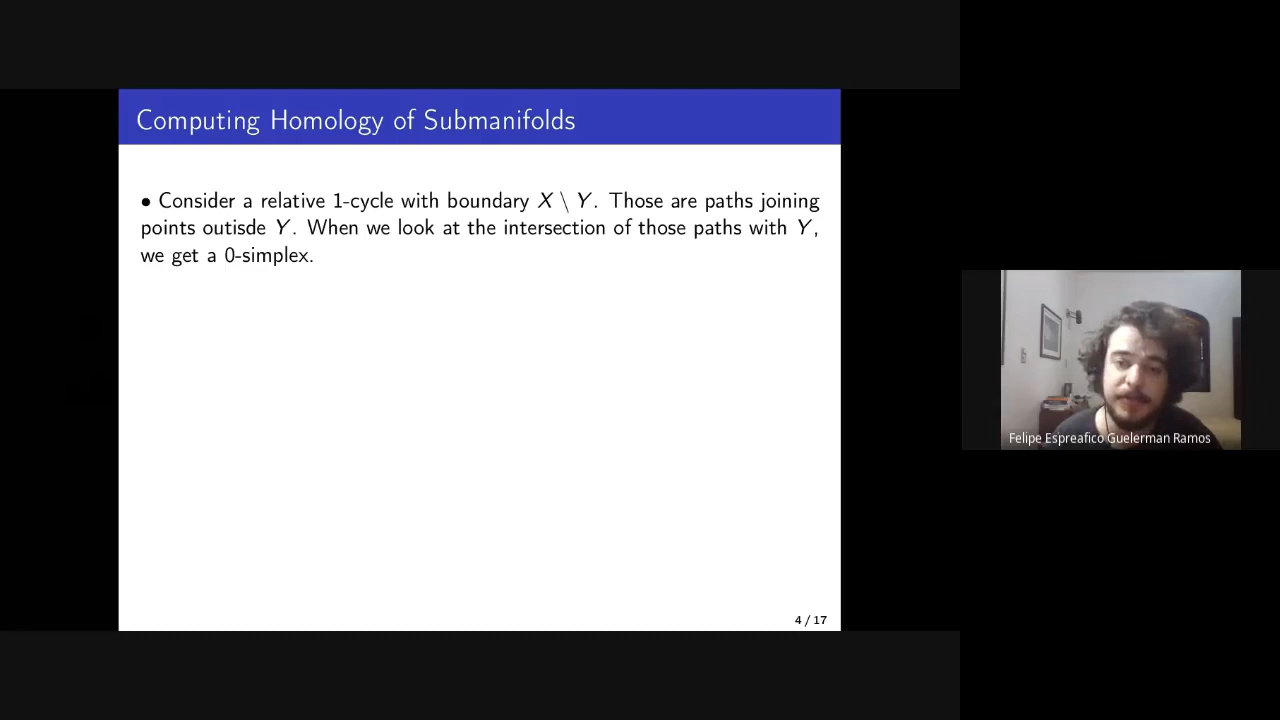 Computing Homology of Submanifolds
• Consider a relative 1-cycle with boundary X \ Y. Those are paths joining
points outisde Y. When we look at the intersection of those paths with Y,
we get a 0-simplex.
4 / 17
Felipe Espreafico Guelerman Ramos